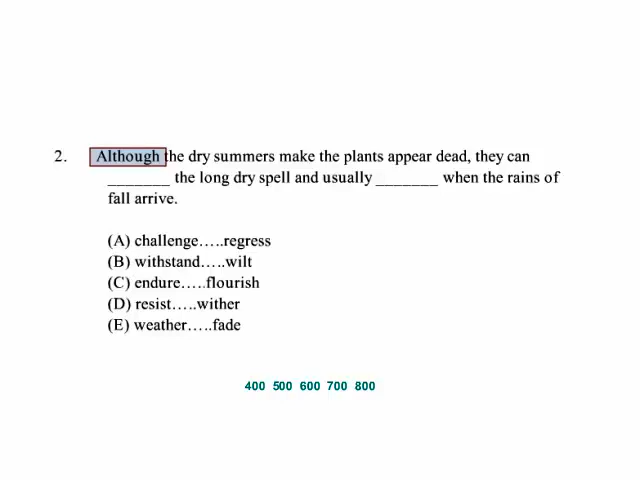 2. Although the dry summers make the plants appear dead, they can
_______ the long dry spell and usually _______ when the rains of
fall arrive.
(A) challenge…..regress
(B) withstand…..wilt
(C) endure…..flourish
(D) resist…..wither
(E) weather…..fade
400 500 600 700 800